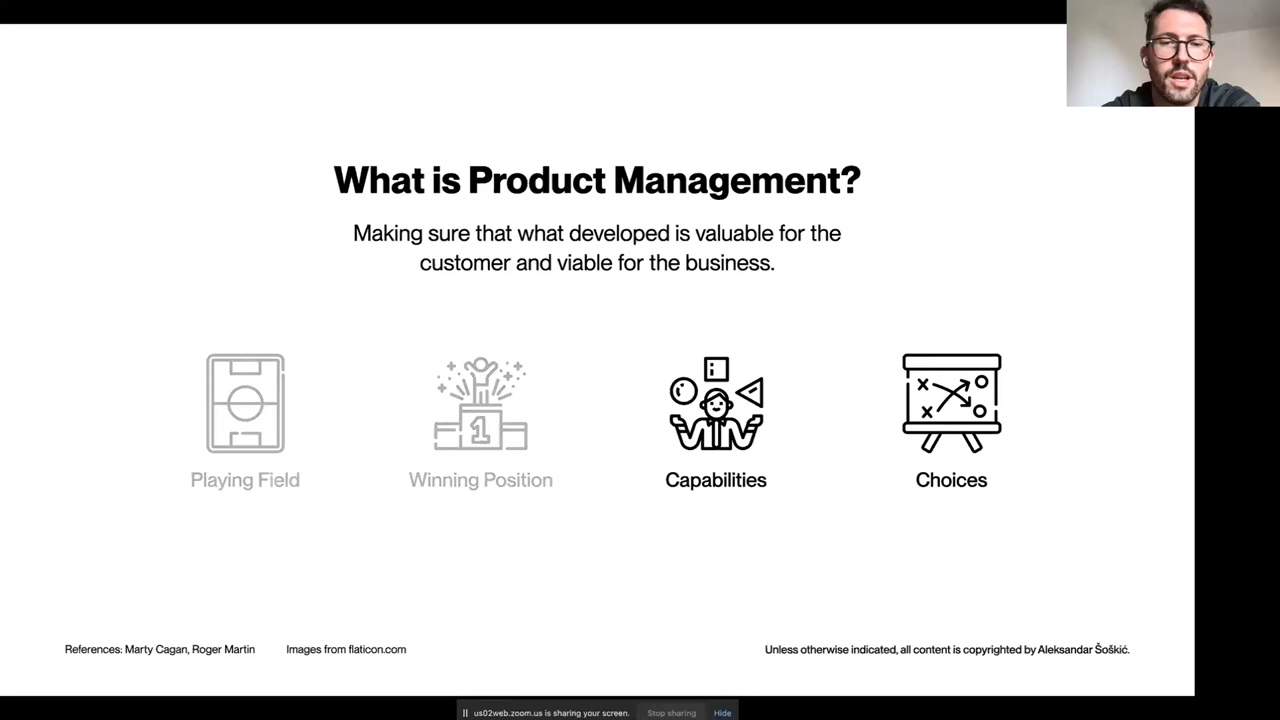 What is Product Management?
Making sure that what developed is valuable for the
customer and viable for the business.
1
Playing Field
Winning Position
Capabilities
Choices
References: Marty Cagan, Roger Martin
Images from flaticon.com
Unless otherwise indicated, all content is copyrighted by Aleksandar Šoškić.
us02web.zoom.us is sharing your screen.
Stop sharing
Hide